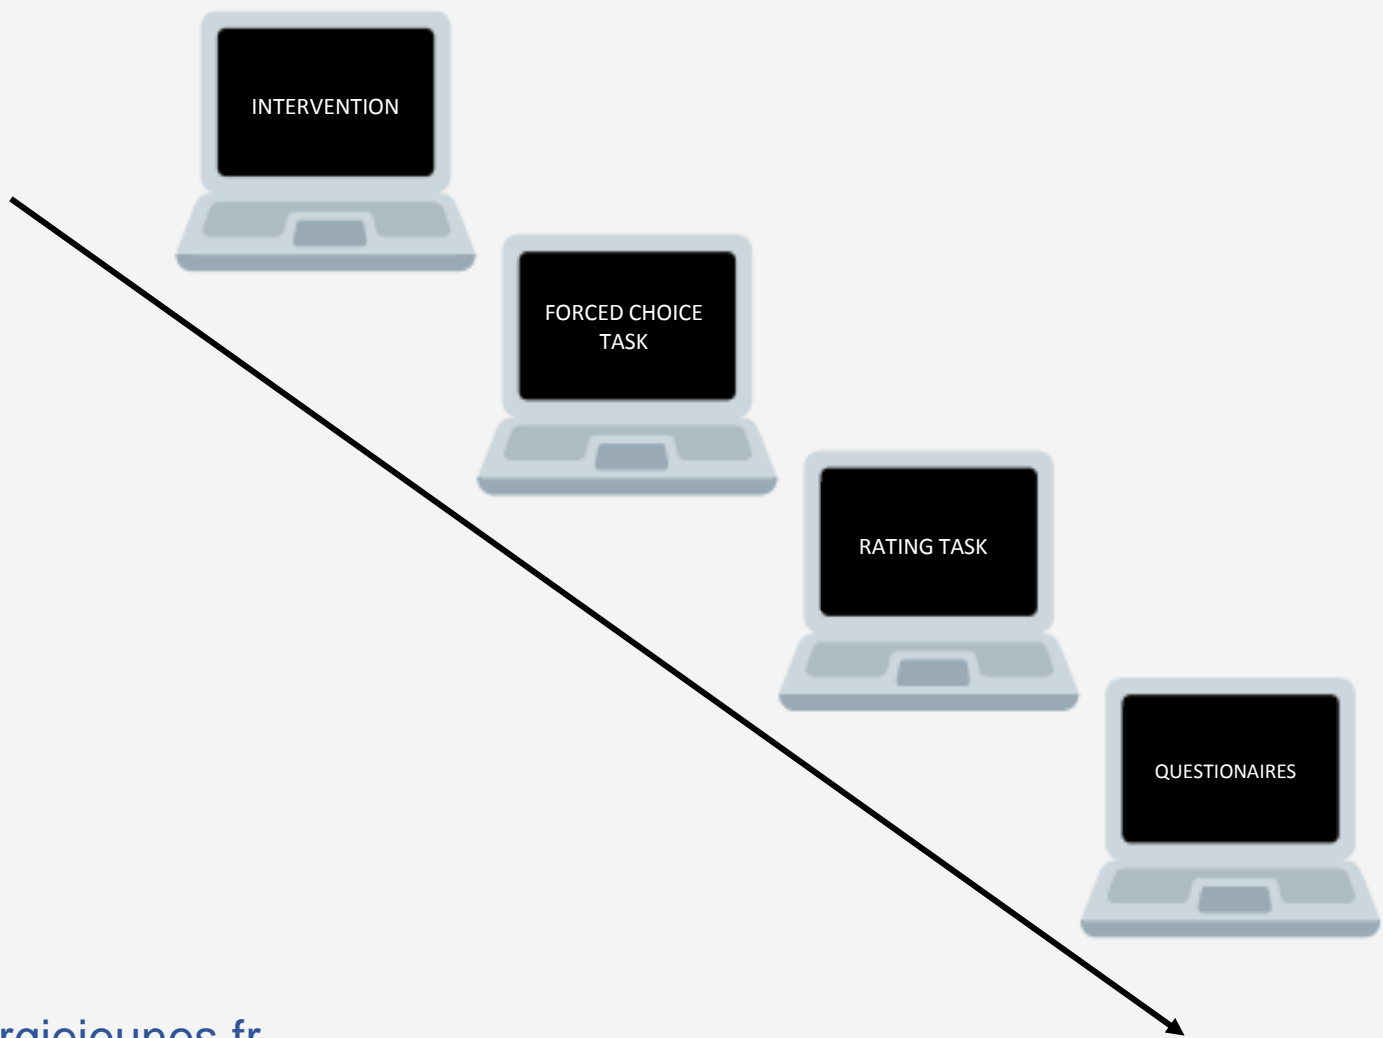 INTERVENTION
FORCED CHOICE
TASK
RATING TASK
QUESTIONAIRES